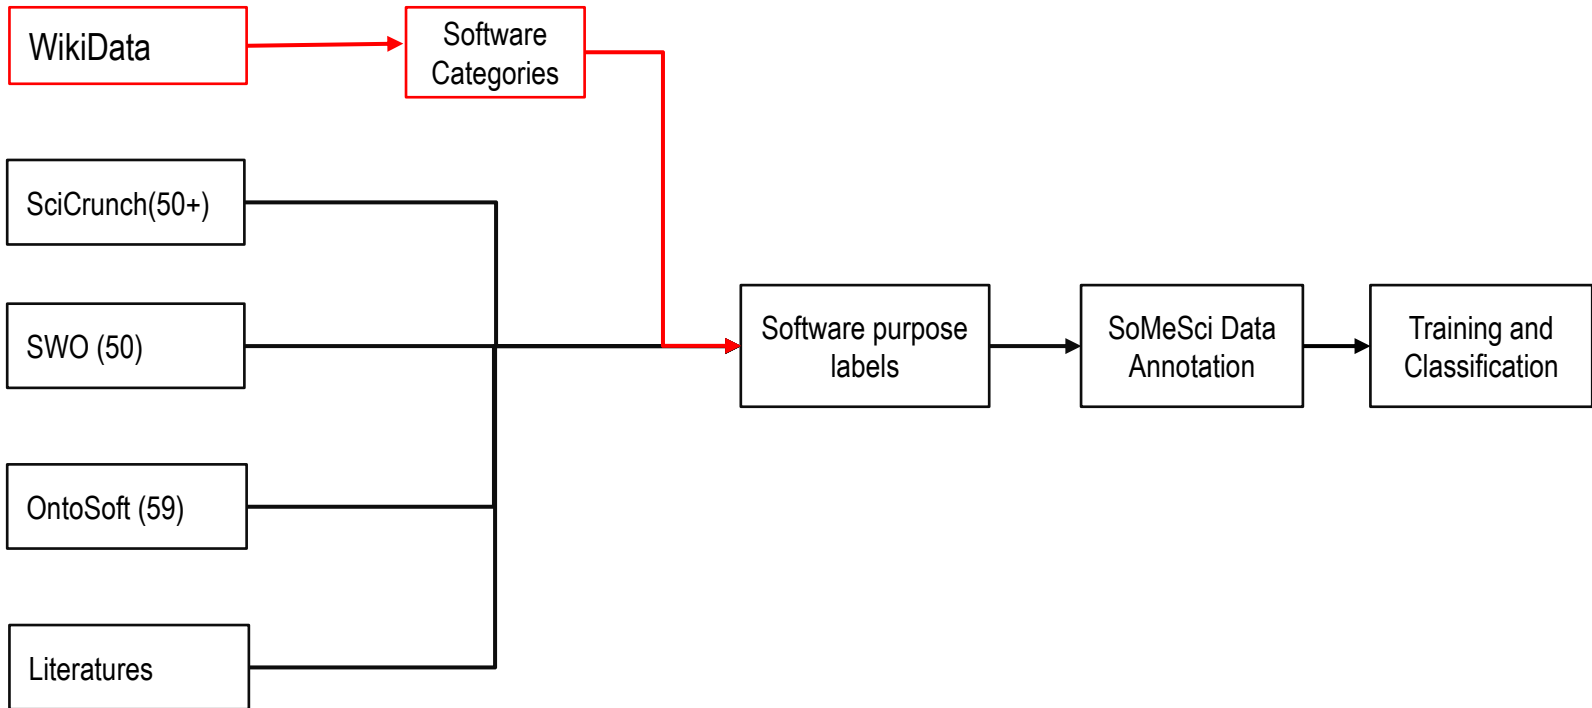 WikiData
Software
Categories
SciCrunch(50+)
SWO (50)
OntoSoft (59)
Literatures
Software purpose
labels
SoMeSci Data
Annotation
Training and
Classification